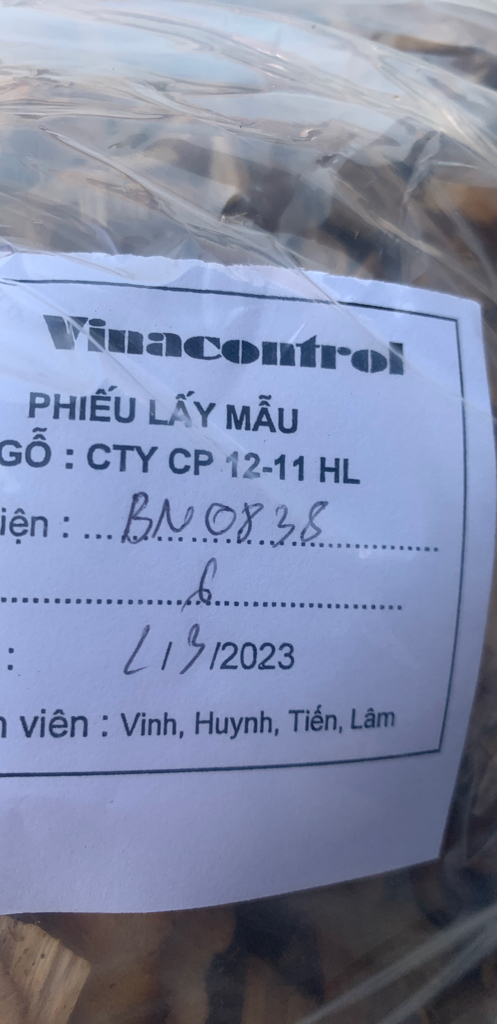 Vinacontrol
PHIẾU LẤY MẪU
GỖ : CTY CP 12-11 HL
iện : ...BN0838
6
: /3/2023
n viên : Vinh, Huynh, Tiến, Lâm